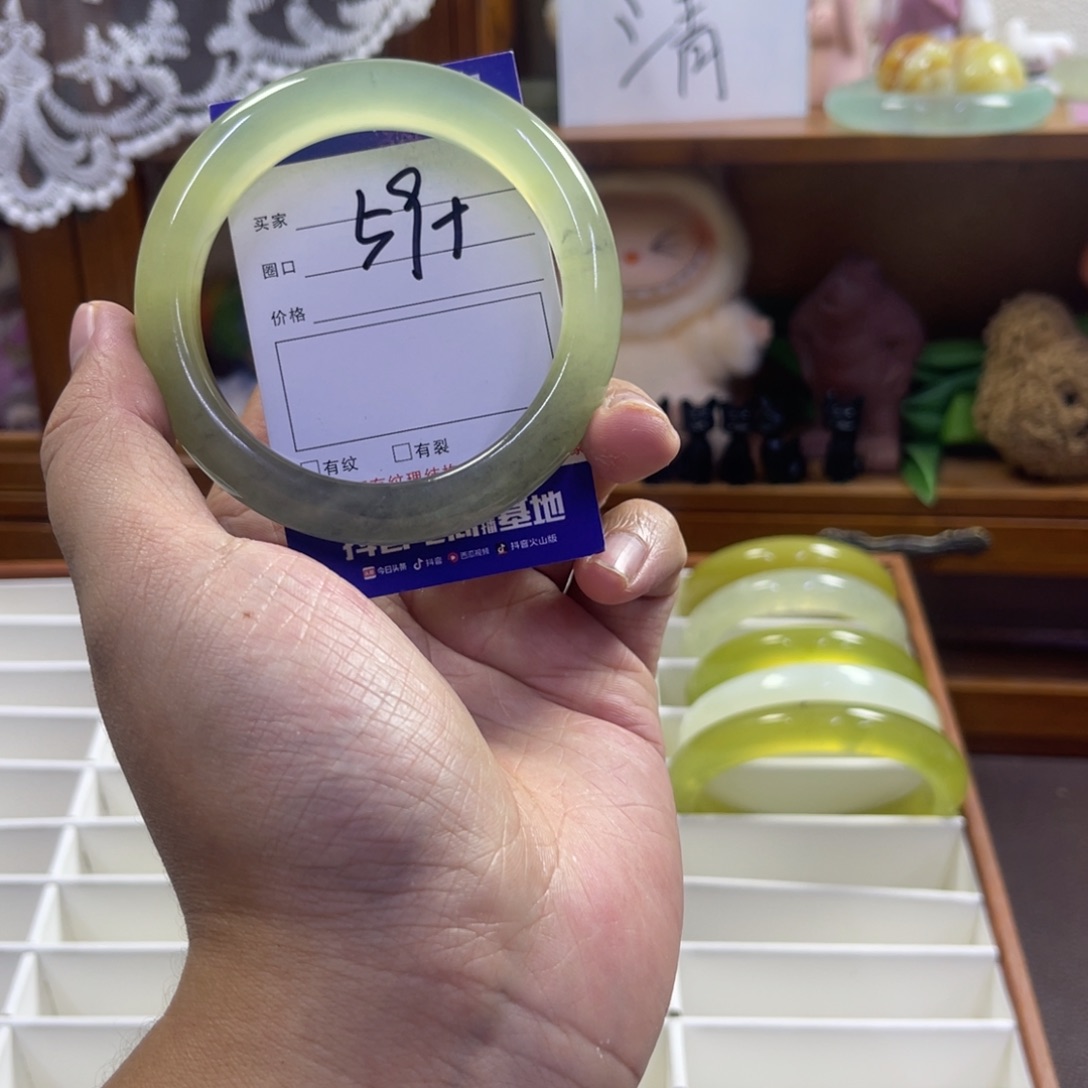 清
59+
买家
圈口
价格
□有纹 □有裂
基地
今日头条 抖音 西瓜视频 抖音火山版